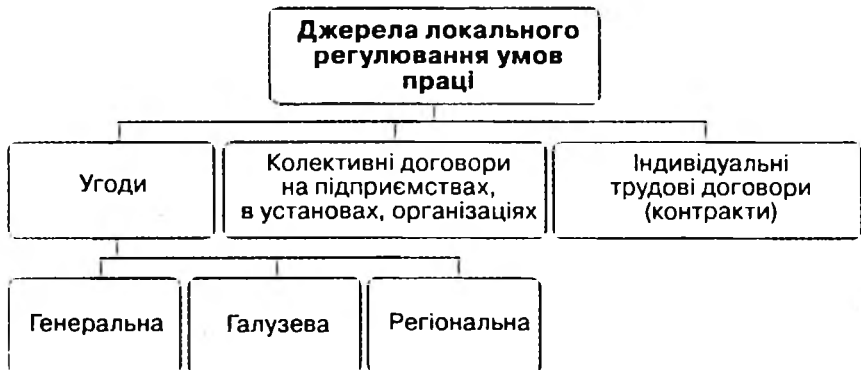 Джерела локального
регулювання умов
праці
Угоди
Колективні договори
на підприємствах,
в установах, організаціях
Індивідуальні
трудові договори
(контракти)
Генеральна
Галузева
Регіональна